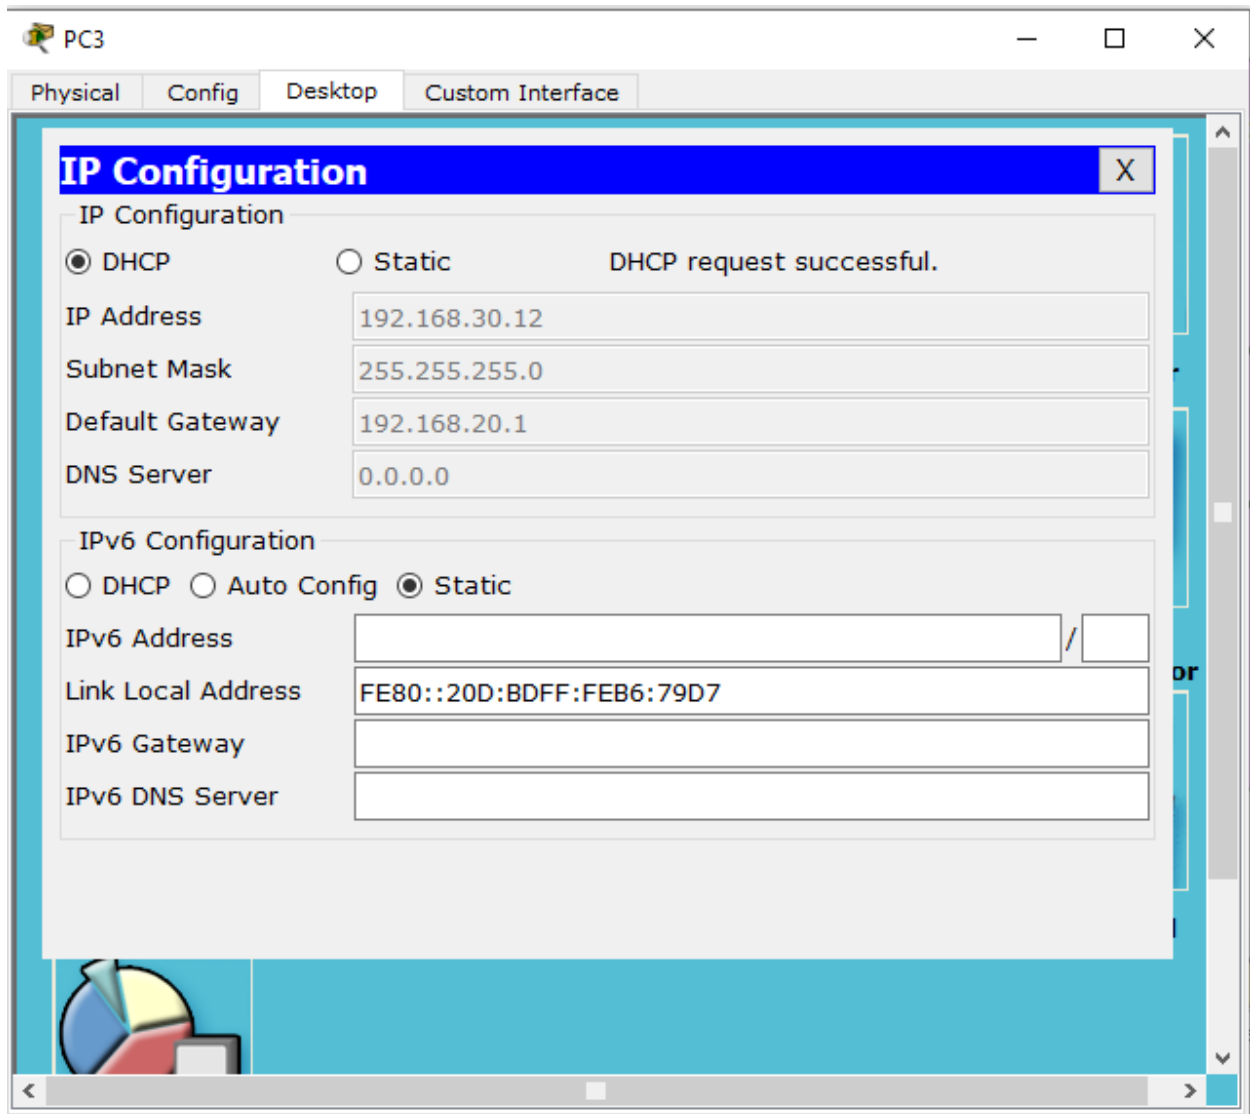 PC3
Physical Config Desktop Custom Interface
IP Configuration X
IP Configuration
DHCP Static DHCP request successful.
IP Address 192.168.30.12
Subnet Mask 255.255.255.0
Default Gateway 192.168.20.1
DNS Server 0.0.0.0
IPv6 Configuration
DHCP Auto Config Static
IPv6 Address /
Link Local Address FE80::20D:BDFF:FEB6:79D7
IPv6 Gateway
IPv6 DNS Server